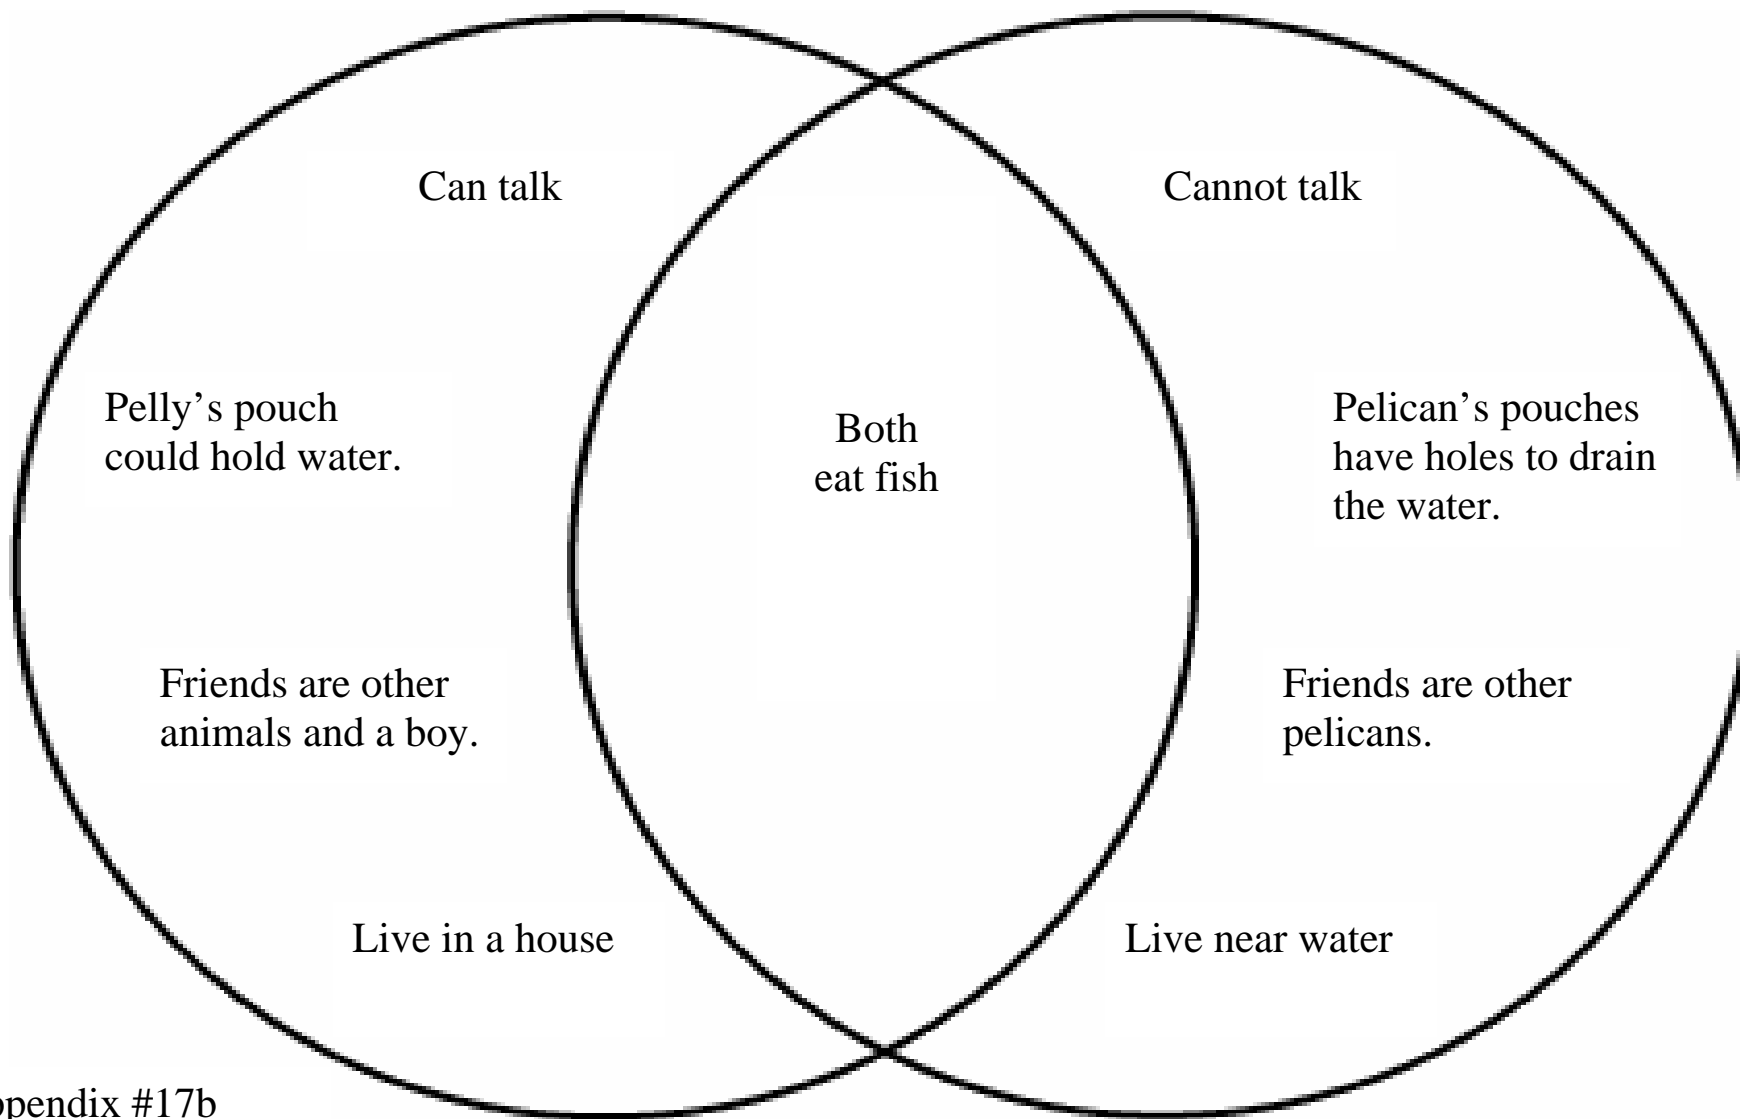 Can talk
Cannot talk
Pelly’s pouch
could hold water.
Both
eat fish
Pelican’s pouches
have holes to drain
the water.
Friends are other
animals and a boy.
Friends are other
pelicans.
Live in a house
Live near water
ppendix #17b